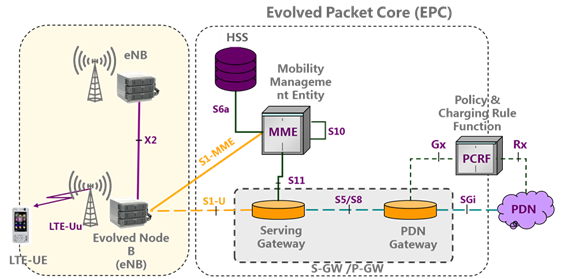 Evolved Packet Core (EPC)
eNB
HSS
Mobility
Manageme
nt Entity
S6a
MME
S10
Policy &
Charging Rule
Function
X2
S1-MME
Gx
Rx
PCRF
S11
LTE-Uu
S1-U
S5/S8
SGi
PDN
LTE-UE
Evolved Node
B
(eNB)
Serving
Gateway
PDN
Gateway
S-GW /P-GW